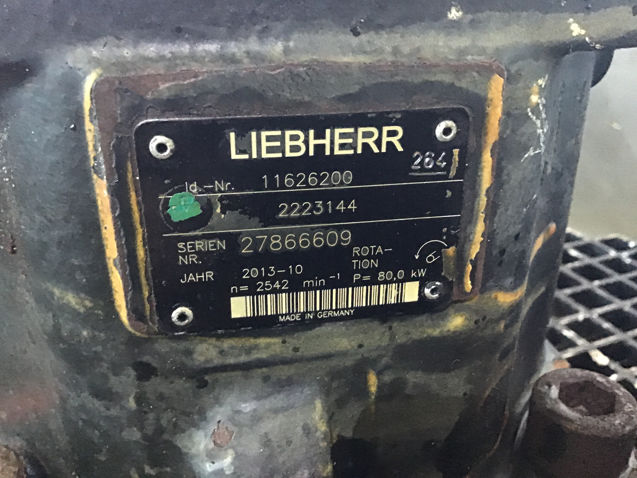 LIEBHERR
264
Id.-Nr. 11626200
2223144
SERIEN NR. 27866609
JAHR 2013-10 ROTA-TION
n= 2542 min⁻¹ P= 80,0 kW
MADE IN GERMANY